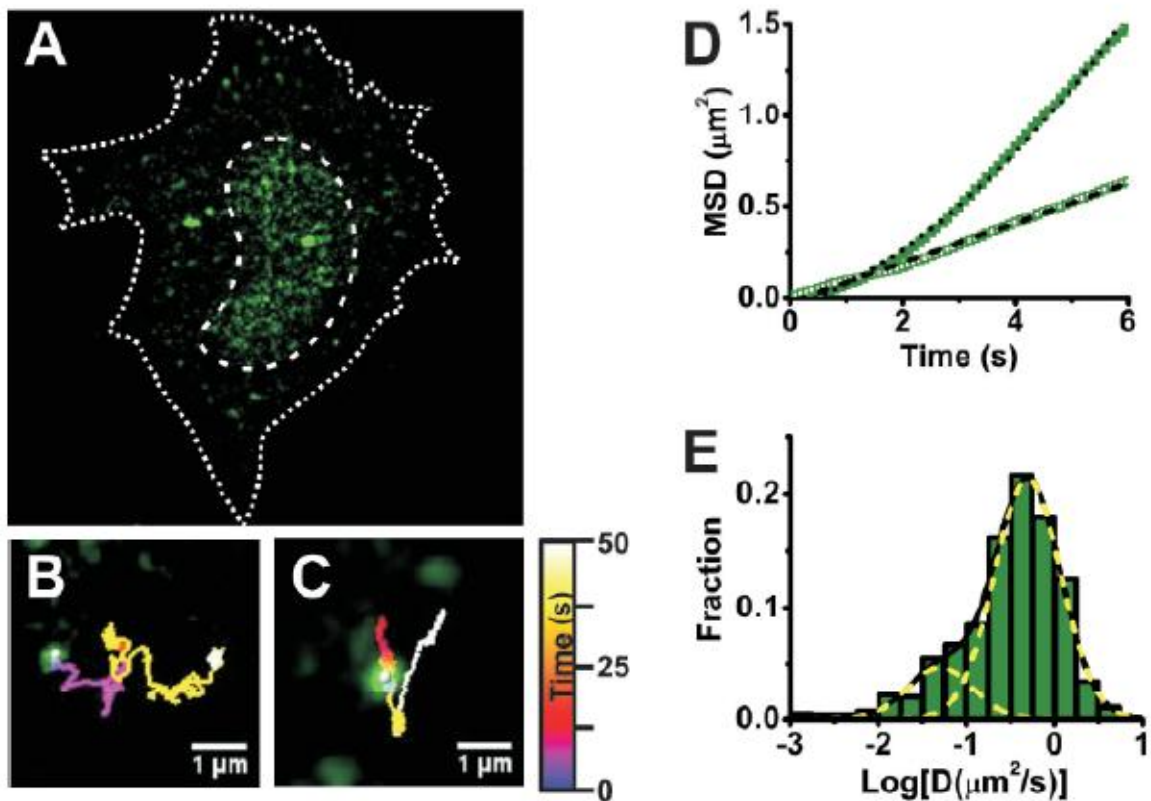 A
B
1 µm
C
1 µm
50
25
0
Time (s)
D
1.5
1.0
0.5
0.0
MSD (µm²)
0 2 4 6
Time (s)
E
0.2
0.1
0.0
Fraction
-3 -2 -1 0 1
Log[D(µm²/s)]